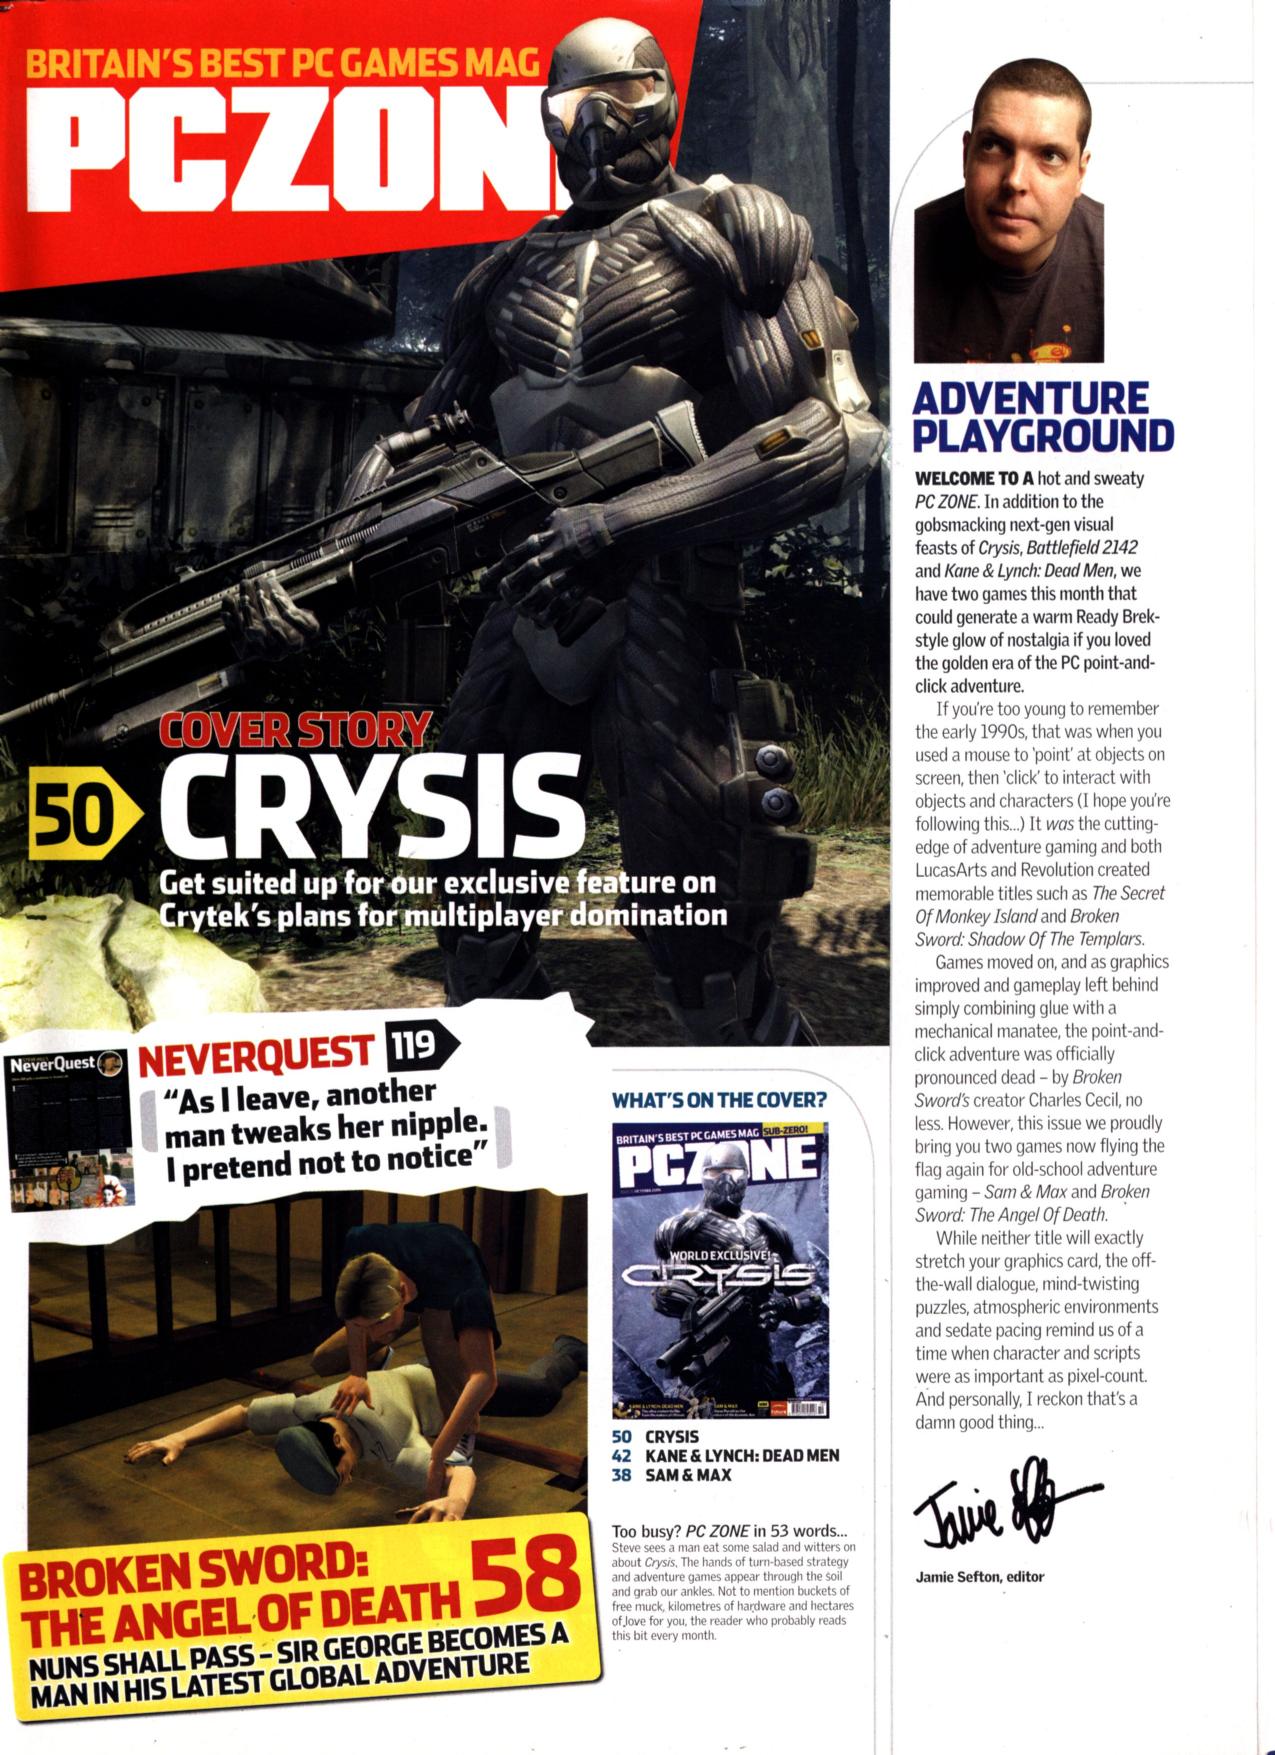 BRITAIN'S BEST PC GAMES MAG
PCZONE
COVER STORY
50
CRYSIS
Get suited up for our exclusive feature on
Crytek's plans for multiplayer domination
NeverQuest
NEVERQUEST 119
"As I leave, another
man tweaks her nipple.
I pretend not to notice"
BROKEN SWORD:
THE ANGEL OF DEATH 58
NUNS SHALL PASS – SIR GEORGE BECOMES A
MAN IN HIS LATEST GLOBAL ADVENTURE
WHAT'S ON THE COVER?
BRITAIN'S BEST PC GAMES MAG SUB-ZERO!
PCZONE
WORLD EXCLUSIVE!
CRYSIS
KANE & LYNCH: DEAD MEN
SAM & MAX
50 CRYSIS
42 KANE & LYNCH: DEAD MEN
38 SAM & MAX
Too busy? PC ZONE in 53 words...
Steve sees a man eat some salad and witters on
about Crysis. The hands of turn-based strategy
and adventure games appear through the soil
and grab our ankles. Not to mention buckets of
free muck, kilometres of hardware and hectares
of love for you, the reader who probably reads
this bit every month.
ADVENTURE
PLAYGROUND
WELCOME TO A hot and sweaty
PC ZONE. In addition to the
gobsmacking next-gen visual
feasts of Crysis, Battlefield 2142
and Kane & Lynch: Dead Men, we
have two games this month that
could generate a warm Ready Brek-
style glow of nostalgia if you loved
the golden era of the PC point-and-
click adventure.
If you're too young to remember
the early 1990s, that was when you
used a mouse to 'point' at objects on
screen, then 'click' to interact with
objects and characters (I hope you're
following this...) It was the cutting-
edge of adventure gaming and both
LucasArts and Revolution created
memorable titles such as The Secret
Of Monkey Island and Broken
Sword: Shadow Of The Templars.
Games moved on, and as graphics
improved and gameplay left behind
simply combining glue with a
mechanical manatee, the point-and-
click adventure was officially
pronounced dead – by Broken
Sword's creator Charles Cecil, no
less. However, this issue we proudly
bring you two games now flying the
flag again for old-school adventure
gaming – Sam & Max and Broken
Sword: The Angel Of Death.
While neither title will exactly
stretch your graphics card, the off-
the-wall dialogue, mind-twisting
puzzles, atmospheric environments
and sedate pacing remind us of a
time when character and scripts
were as important as pixel-count.
And personally, I reckon that's a
damn good thing...
Jamie
Jamie Sefton, editor